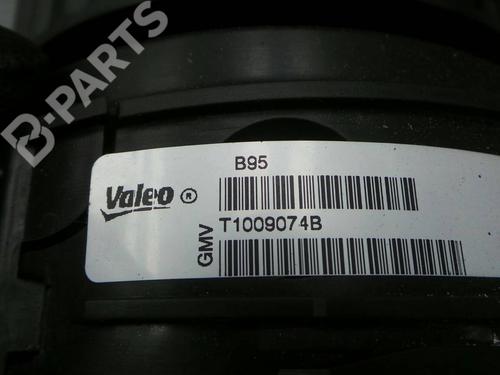 B-PARTS
B95
Valeo ®
GMV
T1009074B